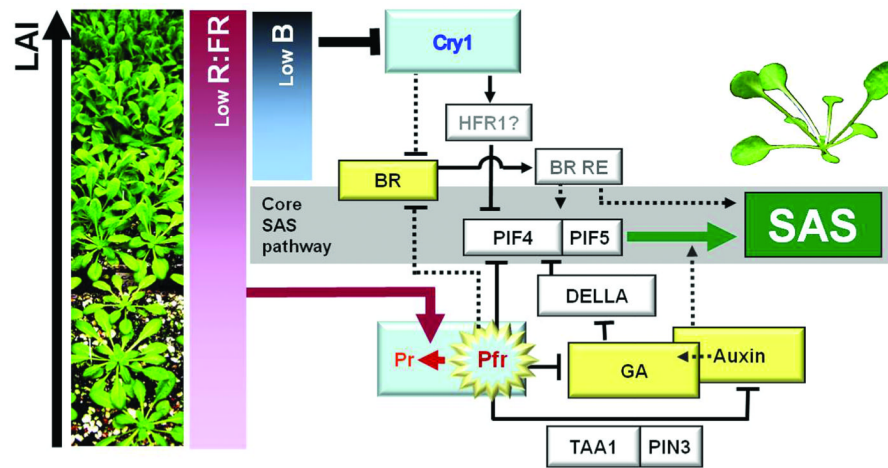 LAI
Low R:FR
Low B
Cry1
HFR1?
BR
BR RE
Core
SAS
pathway
PIF4
PIF5
SAS
DELLA
Pr
Pfr
GA
Auxin
TAA1
PIN3